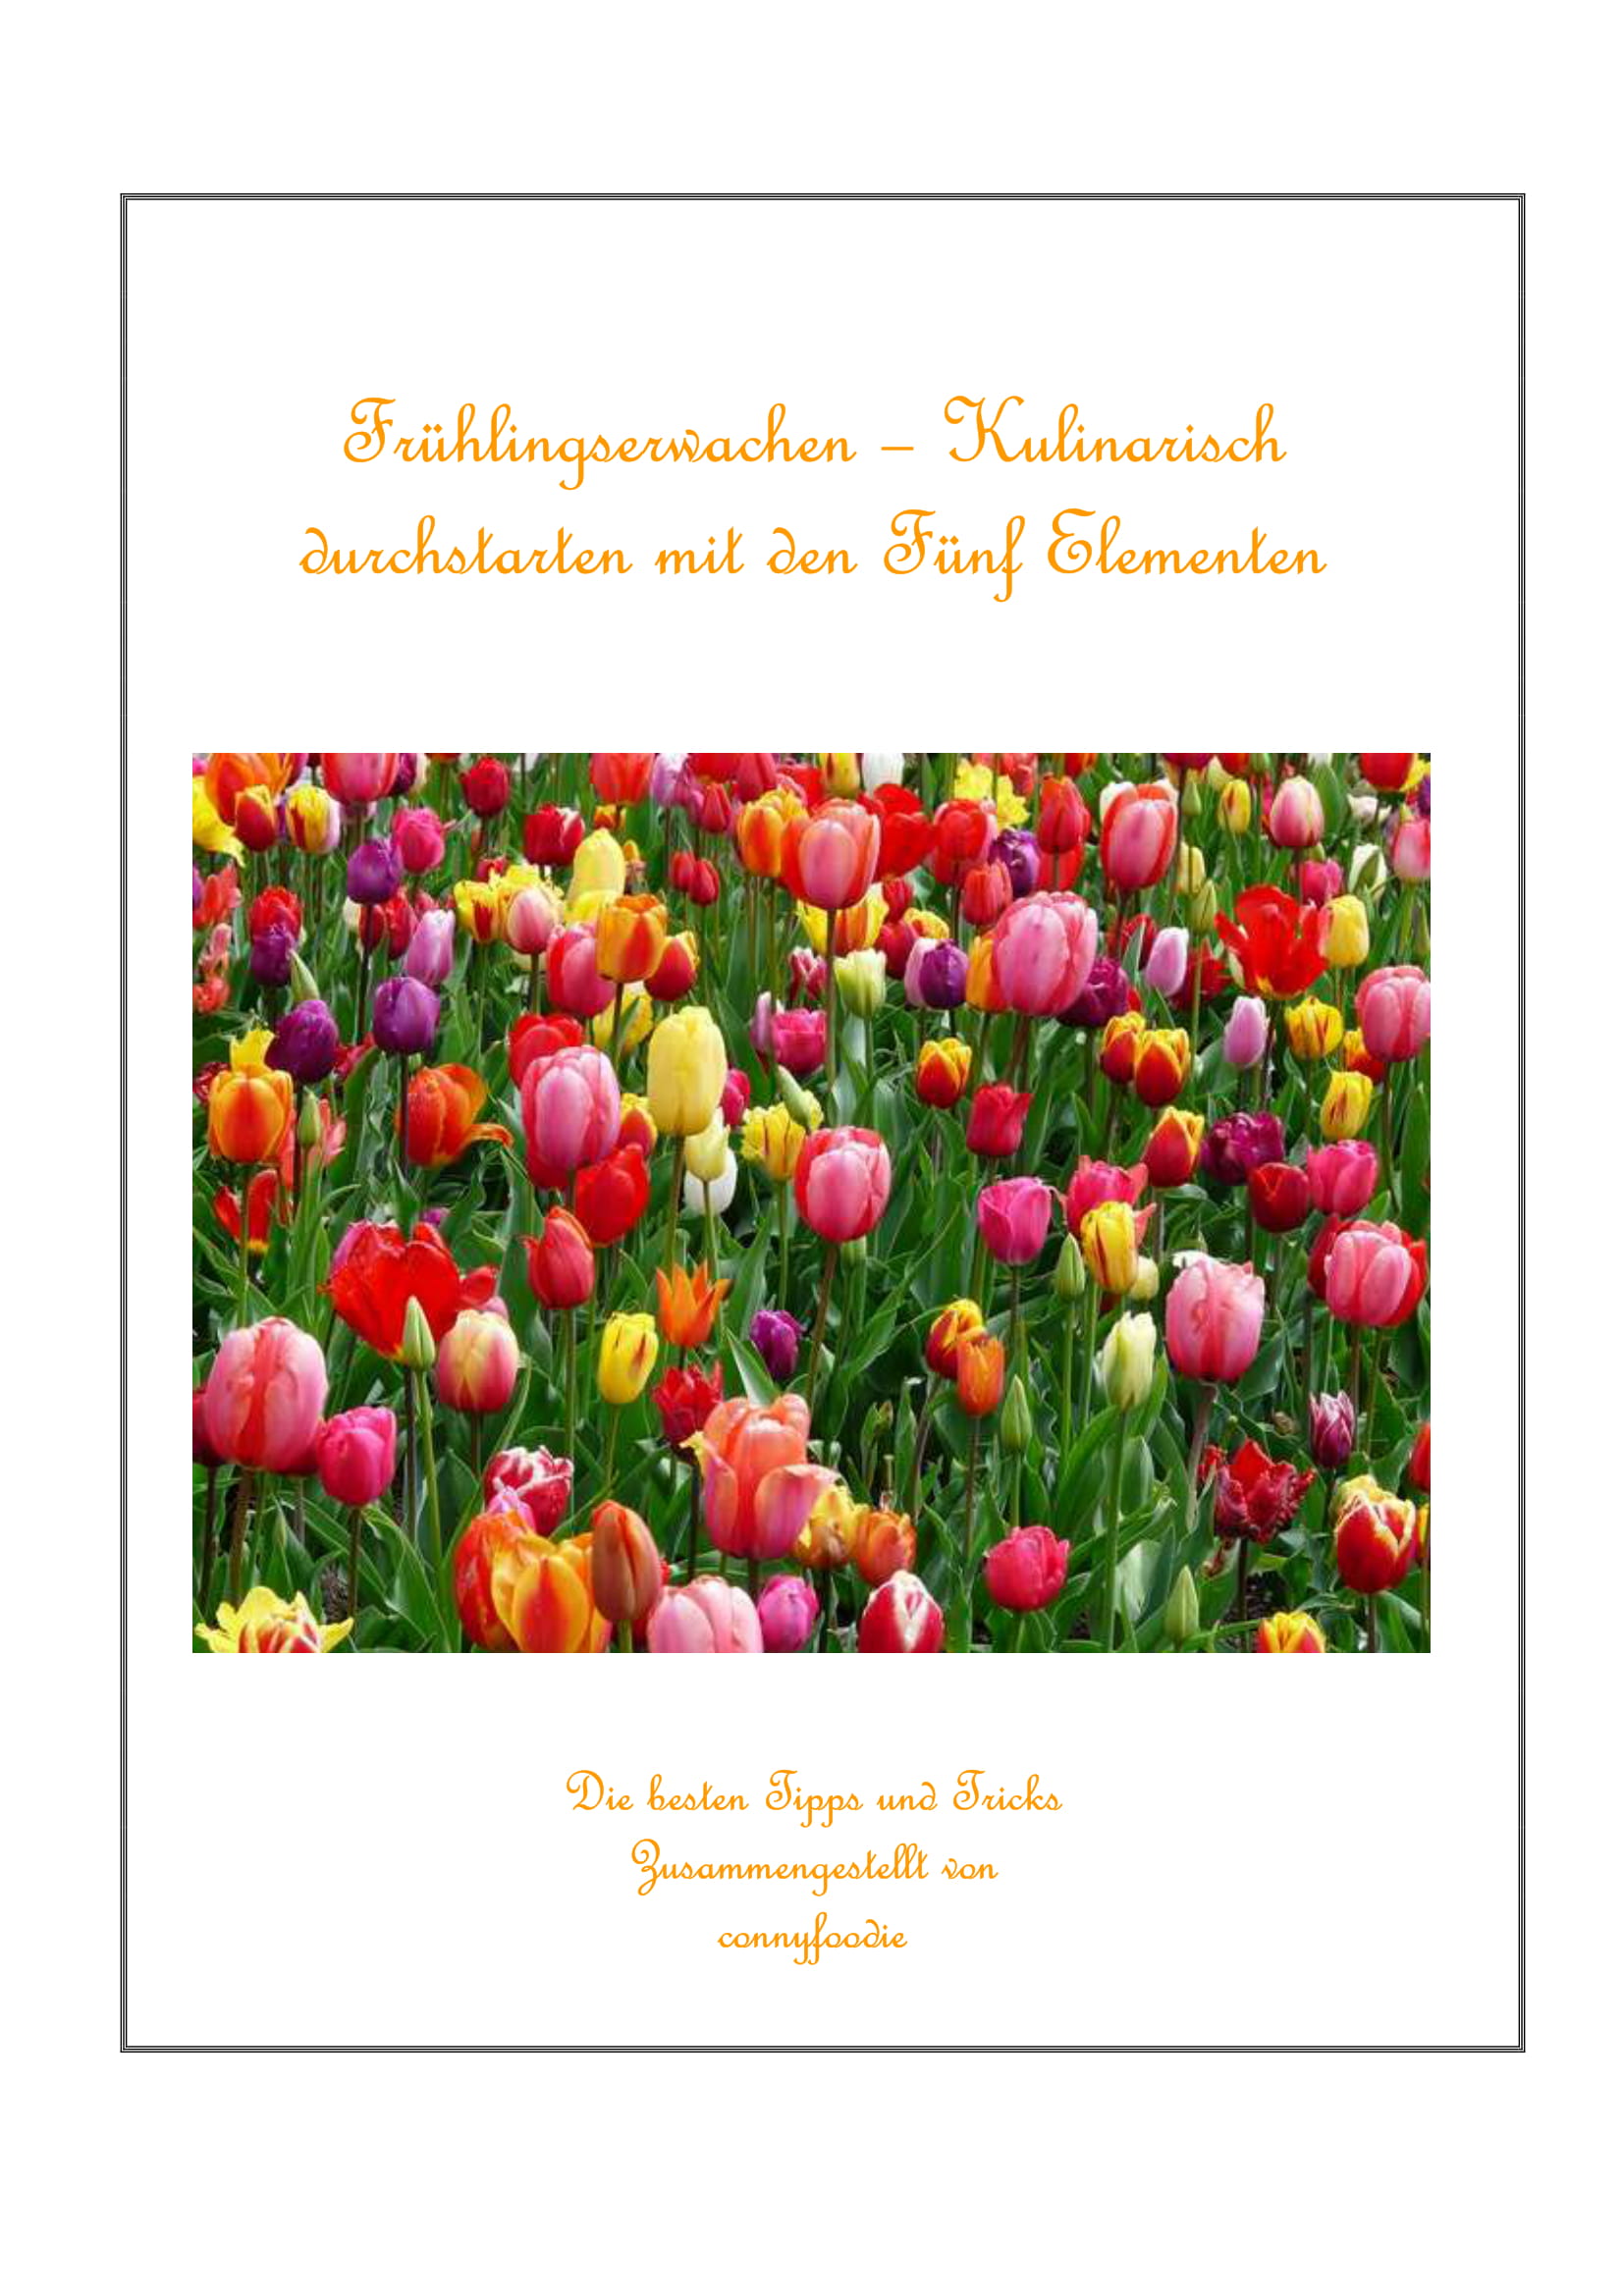 Frühlingserwachen – Kulinarisch
durchstarten mit den Fünf Elementen
Die besten Tipps und Tricks
Zusammengestellt von
connyfoodie